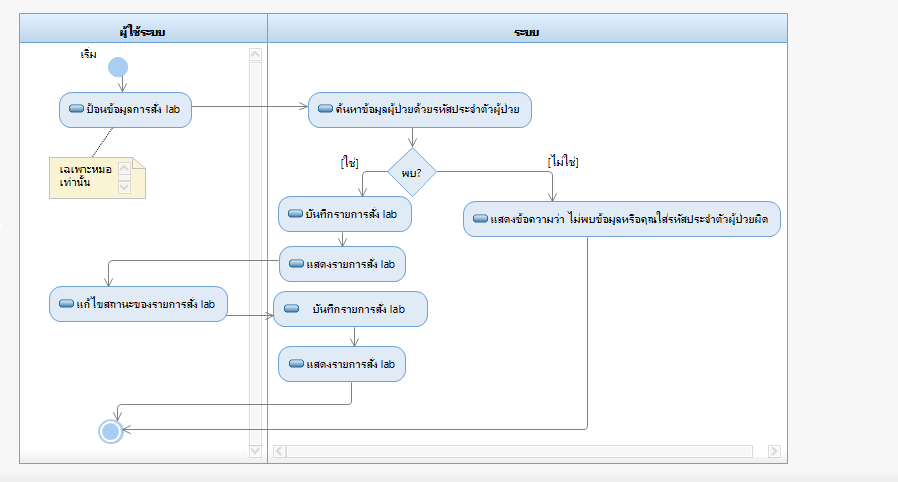 ผู้ใช้ระบบ
ระบบ
เริ่ม
ป้อนข้อมูลการสั่ง lab
ค้นหาข้อมูลผู้ป่วยด้วยรหัสประจำตัวผู้ป่วย
เฉพาะหมอ
เท่านั้น
[ใช่]
พบ?
[ไม่ใช่]
บันทึกรายการสั่ง lab
แสดงข้อความว่า ไม่พบข้อมูลหรือคุณใส่รหัสประจำตัวผู้ป่วยผิด
แสดงรายการสั่ง lab
แก้ไขสถานะของรายการสั่ง lab
บันทึกรายการสั่ง lab
แสดงรายการสั่ง lab